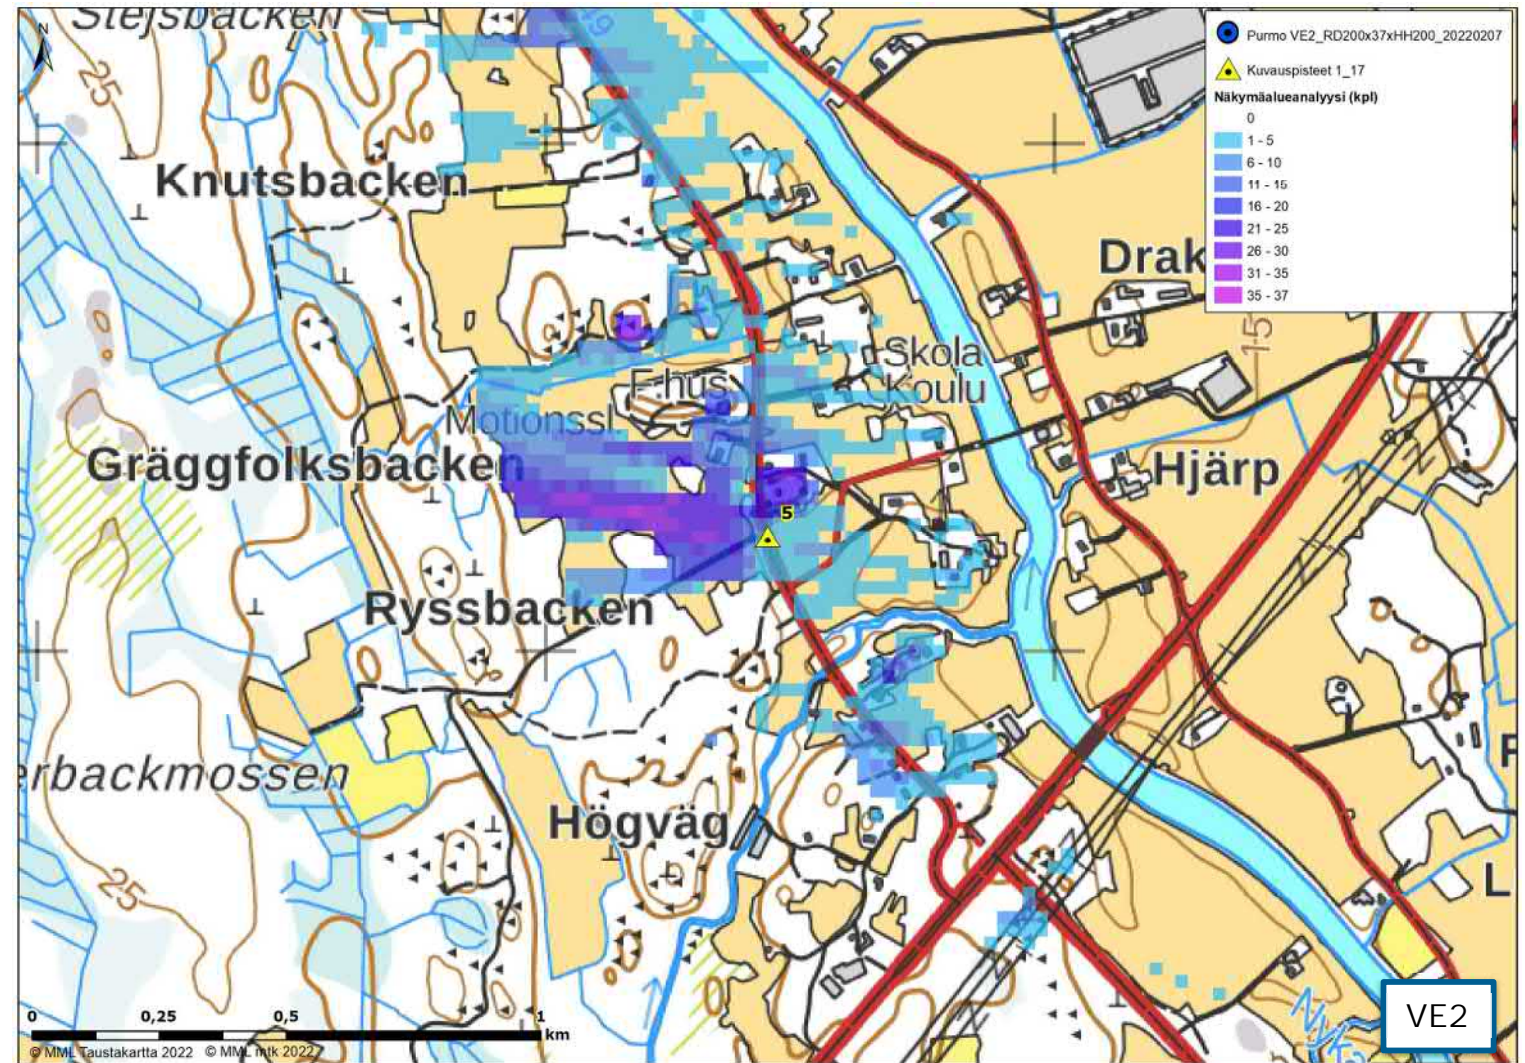 Stejsbacken
N
49
Purmo VE2_RD200x37xHH200_20220207
Kuvauspisteet 1_17
Näkymäalueanalyysi (kpl)
0
1 - 5
6 - 10
11 - 15
16 - 20
21 - 25
26 - 30
31 - 35
35 - 37
25
Knutsbacken
Drak
15
Skola
Koulu
F.hus
Motionssl.
Gräggfolksbacken
Hjärp
5
Ryssbacken
erbackmossen
Högväg
25
L
VE2
0 0,25 0,5 1
km
© MML Taustakartta 2022 © MML mtk 2022